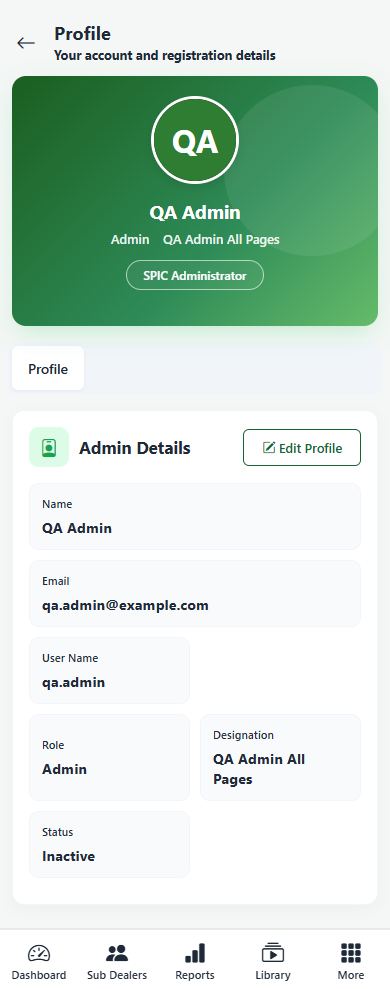 Profile
Your account and registration details
QA
QA Admin
Admin QA Admin All Pages
SPIC Administrator
Profile
Admin Details
Edit Profile
Name
QA Admin
Email
qa.admin@example.com
User Name
qa.admin
Role
Admin
Designation
QA Admin All
Pages
Status
Inactive
Dashboard
Sub Dealers
Reports
Library
More